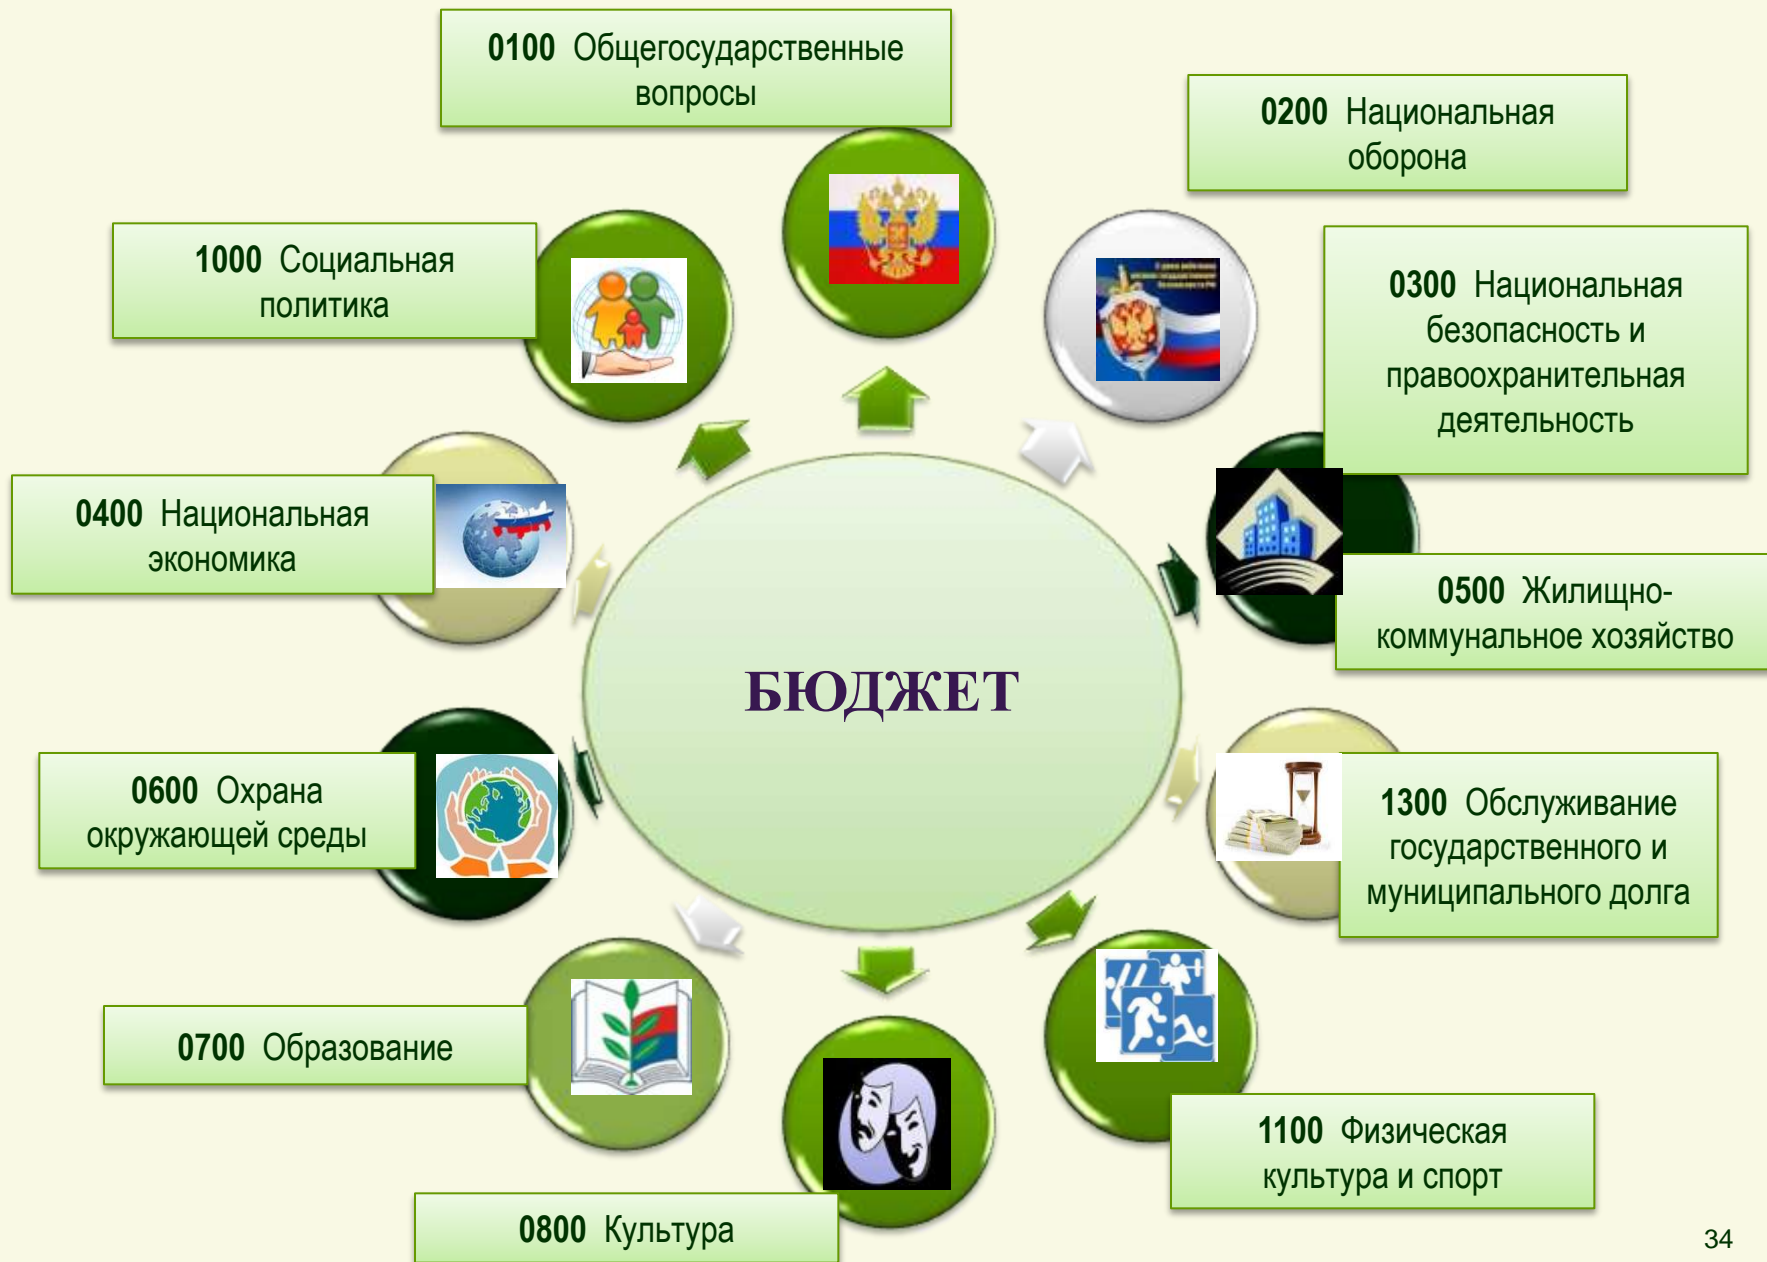 0100 Общегосударственные
вопросы
0200 Национальная
оборона
1000 Социальная
политика
0300 Национальная
безопасность и
правоохранительная
деятельность
0400 Национальная
экономика
0500 Жилищно-
коммунальное хозяйство
БЮДЖЕТ
0600 Охрана
окружающей среды
1300 Обслуживание
государственного и
муниципального долга
0700 Образование
1100 Физическая
культура и спорт
0800 Культура
34